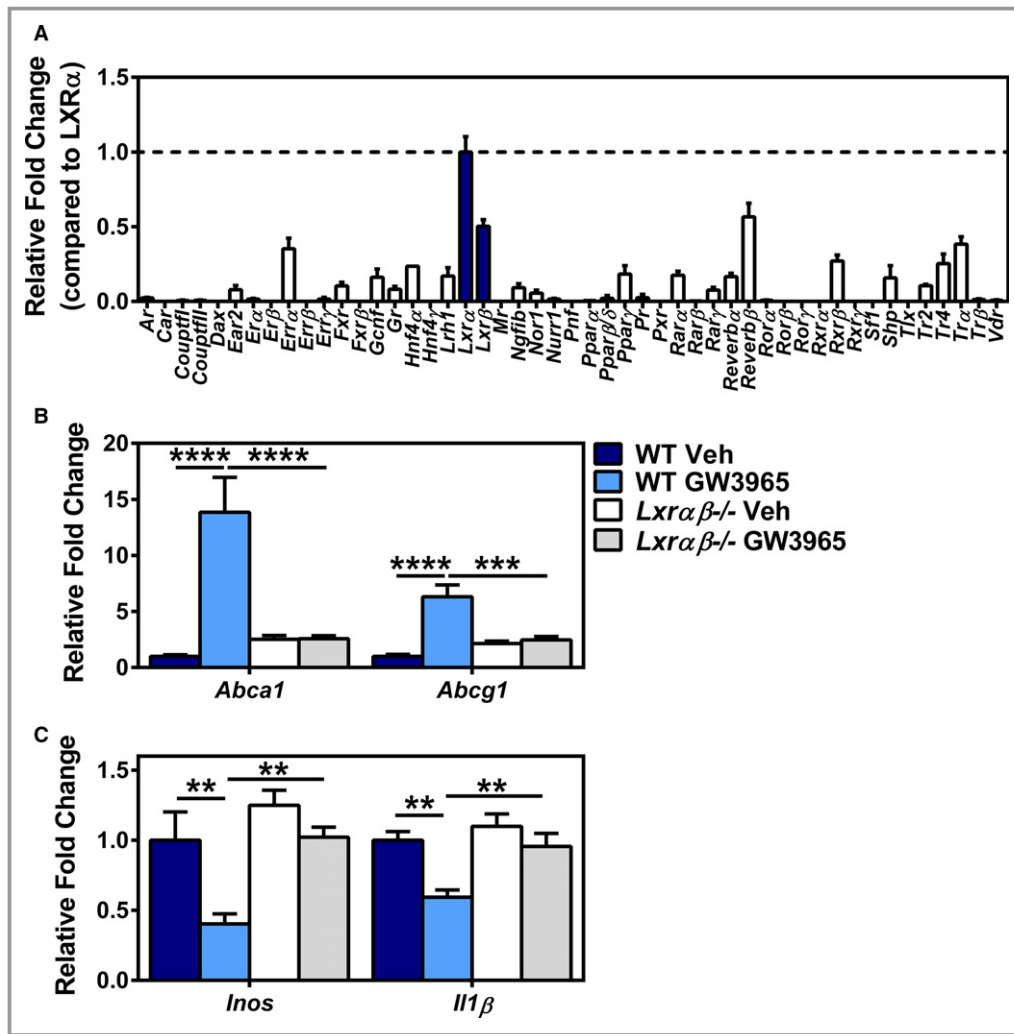 A
Relative Fold Change
(compared to LXRα)
1.5
1.0
0.5
0.0
Ar
Car
CouptfI
CouptfII
Dax
Ear2
Erα
Erβ
Errα
Errβ
Errγ
Fxr
Fxrβ
Gcnf
Gr
Hnf4α
Hnf4γ
Lrh1
Lxrα
Lxrβ
Mr
Ngfib
Nor1
Nurr1
Pnf
Pparα
Pparβ/δ
Pparγ
Pr
Pxr
Rarα
Rarβ
Rarγ
Reverbα
Reverbβ
Rorα
Rorβ
Rorγ
Rxrα
Rxrβ
Rxrγ
Sf1
Shp
Tlx
Tr2
Tr4
Trα
Trβ
Vdr
B
Relative Fold Change
20
15
10
5
0
**** ****
**** ***
Abca1 Abcg1
WT Veh
WT GW3965
Lxrαβ-/- Veh
Lxrαβ-/- GW3965
C
Relative Fold Change
1.5
1.0
0.5
0.0
** **
** **
Inos Il1β